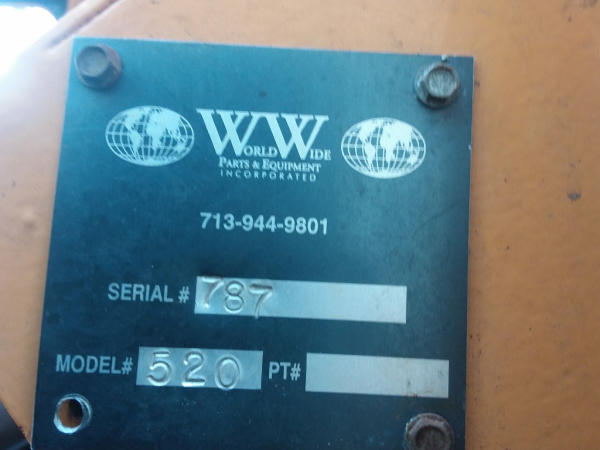 WORLD WIDE
PARTS & EQUIPMENT
INCORPORATED
713-944-9801
SERIAL # 787
MODEL# 520 PT#